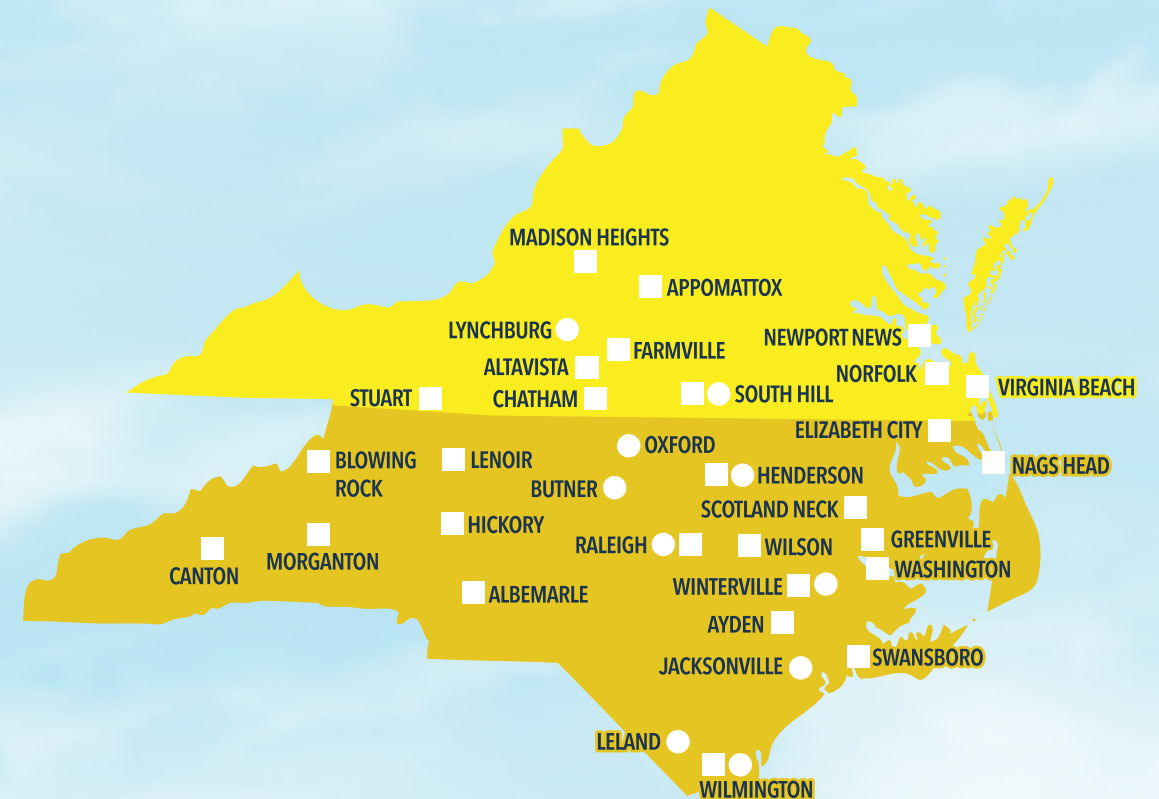 MADISON HEIGHTS
APPOMATTOX
LYNCHBURG
NEWPORT NEWS
FARMVILLE
ALTAVISTA
NORFOLK
VIRGINIA BEACH
STUART
CHATHAM
SOUTH HILL
ELIZABETH CITY
OXFORD
BLOWING
ROCK
LENOIR
NAGS HEAD
HENDERSON
BUTNER
SCOTLAND NECK
HICKORY
GREENVILLE
RALEIGH
WILSON
MORGANTON
WASHINGTON
CANTON
WINTERVILLE
ALBEMARLE
AYDEN
SWANSBORO
JACKSONVILLE
LELAND
WILMINGTON